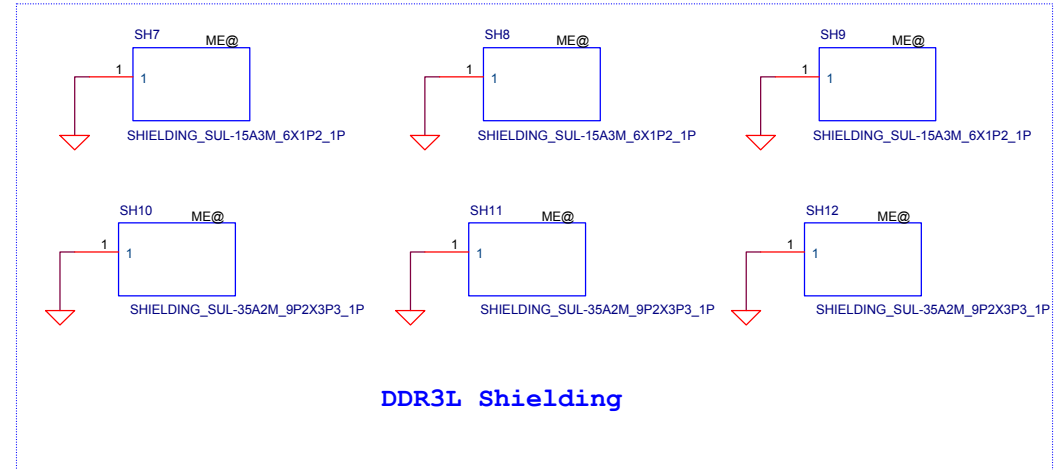 SH7 ME@ SH8 ME@ SH9 ME@
1 1 1 1 1 1
SHIELDING_SUL-15A3M_6X1P2_1P SHIELDING_SUL-15A3M_6X1P2_1P SHIELDING_SUL-15A3M_6X1P2_1P
SH10 ME@ SH11 ME@ SH12 ME@
1 1 1 1 1 1
SHIELDING_SUL-35A2M_9P2X3P3_1P SHIELDING_SUL-35A2M_9P2X3P3_1P SHIELDING_SUL-35A2M_9P2X3P3_1P
DDR3L Shielding